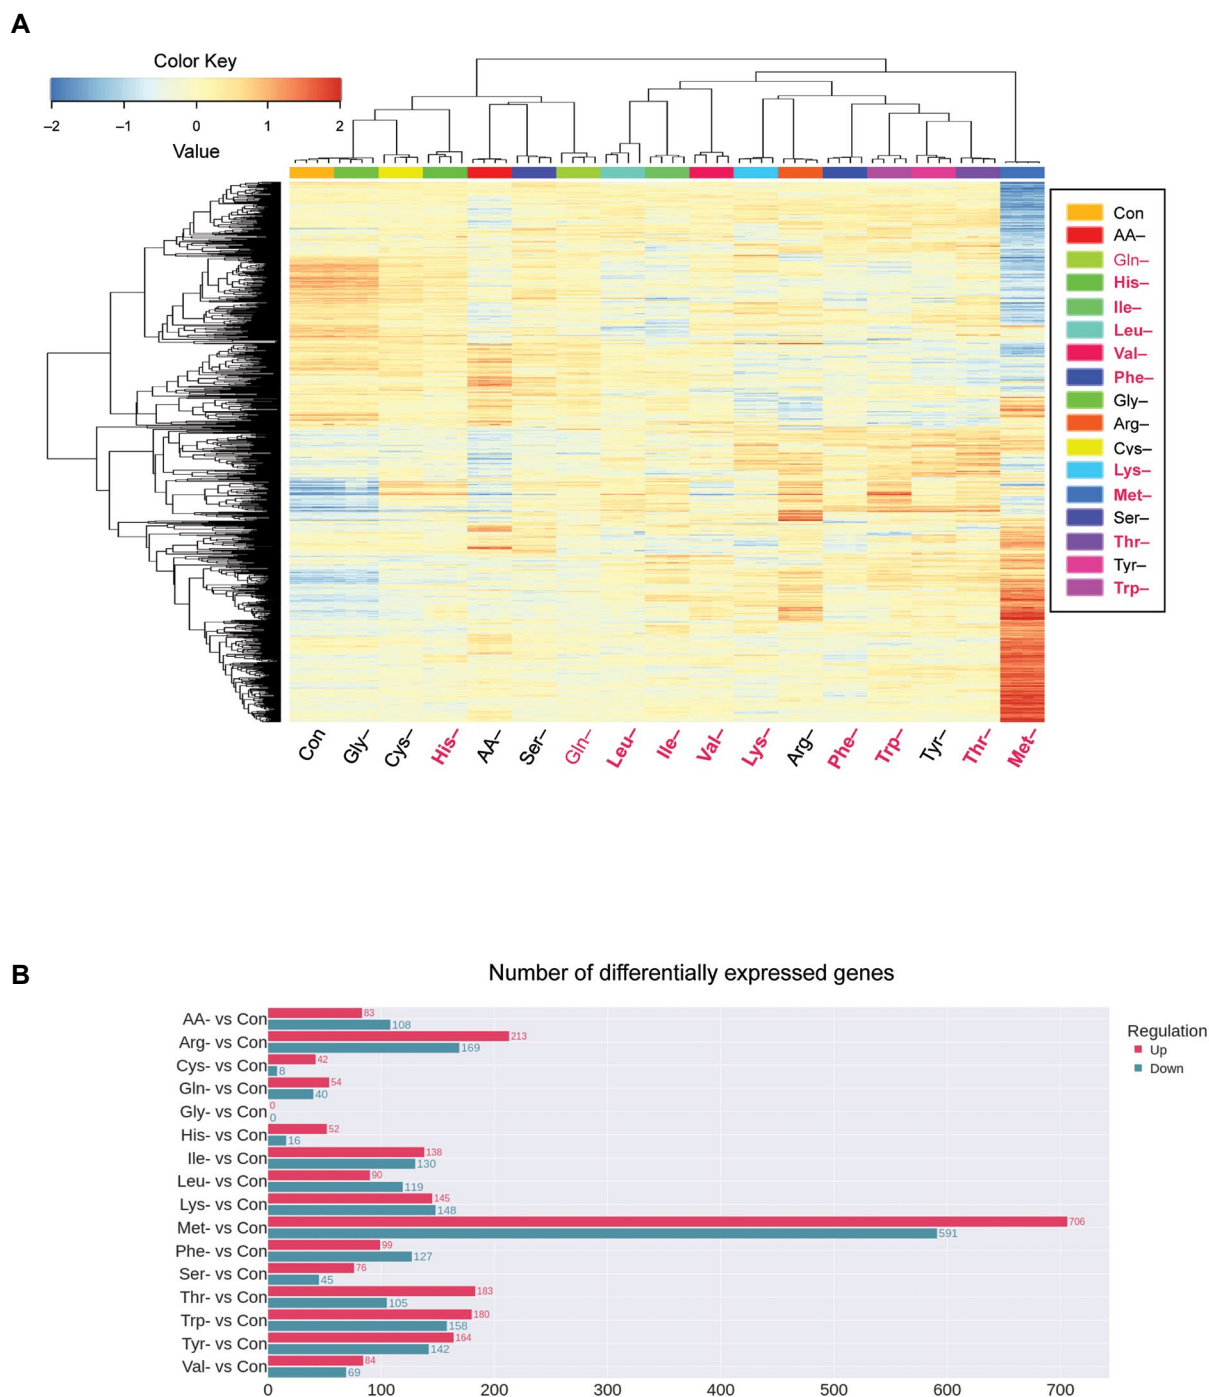 A
Color Key
–2 –1 0 1 2
Value
Con
AA–
Gln–
His–
Ile–
Leu–
Val–
Phe–
Gly–
Arg–
Cys–
Lys–
Met–
Ser–
Thr–
Tyr–
Trp–
Con Gly– Cys– His– AA– Ser– Gln– Leu– Ile– Val– Lys– Arg– Phe– Trp– Tyr– Thr– Met–
B
Number of differentially expressed genes
AA- vs Con 83 108
Arg- vs Con 213 169
Cys- vs Con 42 8
Gln- vs Con 54 40
Gly- vs Con 0 0
His- vs Con 52 16
Ile- vs Con 138 130
Leu- vs Con 90 119
Lys- vs Con 145 148
Met- vs Con 706 591
Phe- vs Con 99 127
Ser- vs Con 76 45
Thr- vs Con 183 105
Trp- vs Con 180 158
Tyr- vs Con 164 142
Val- vs Con 84 69
0 100 200 300 400 500 600 700
Regulation
Up
Down